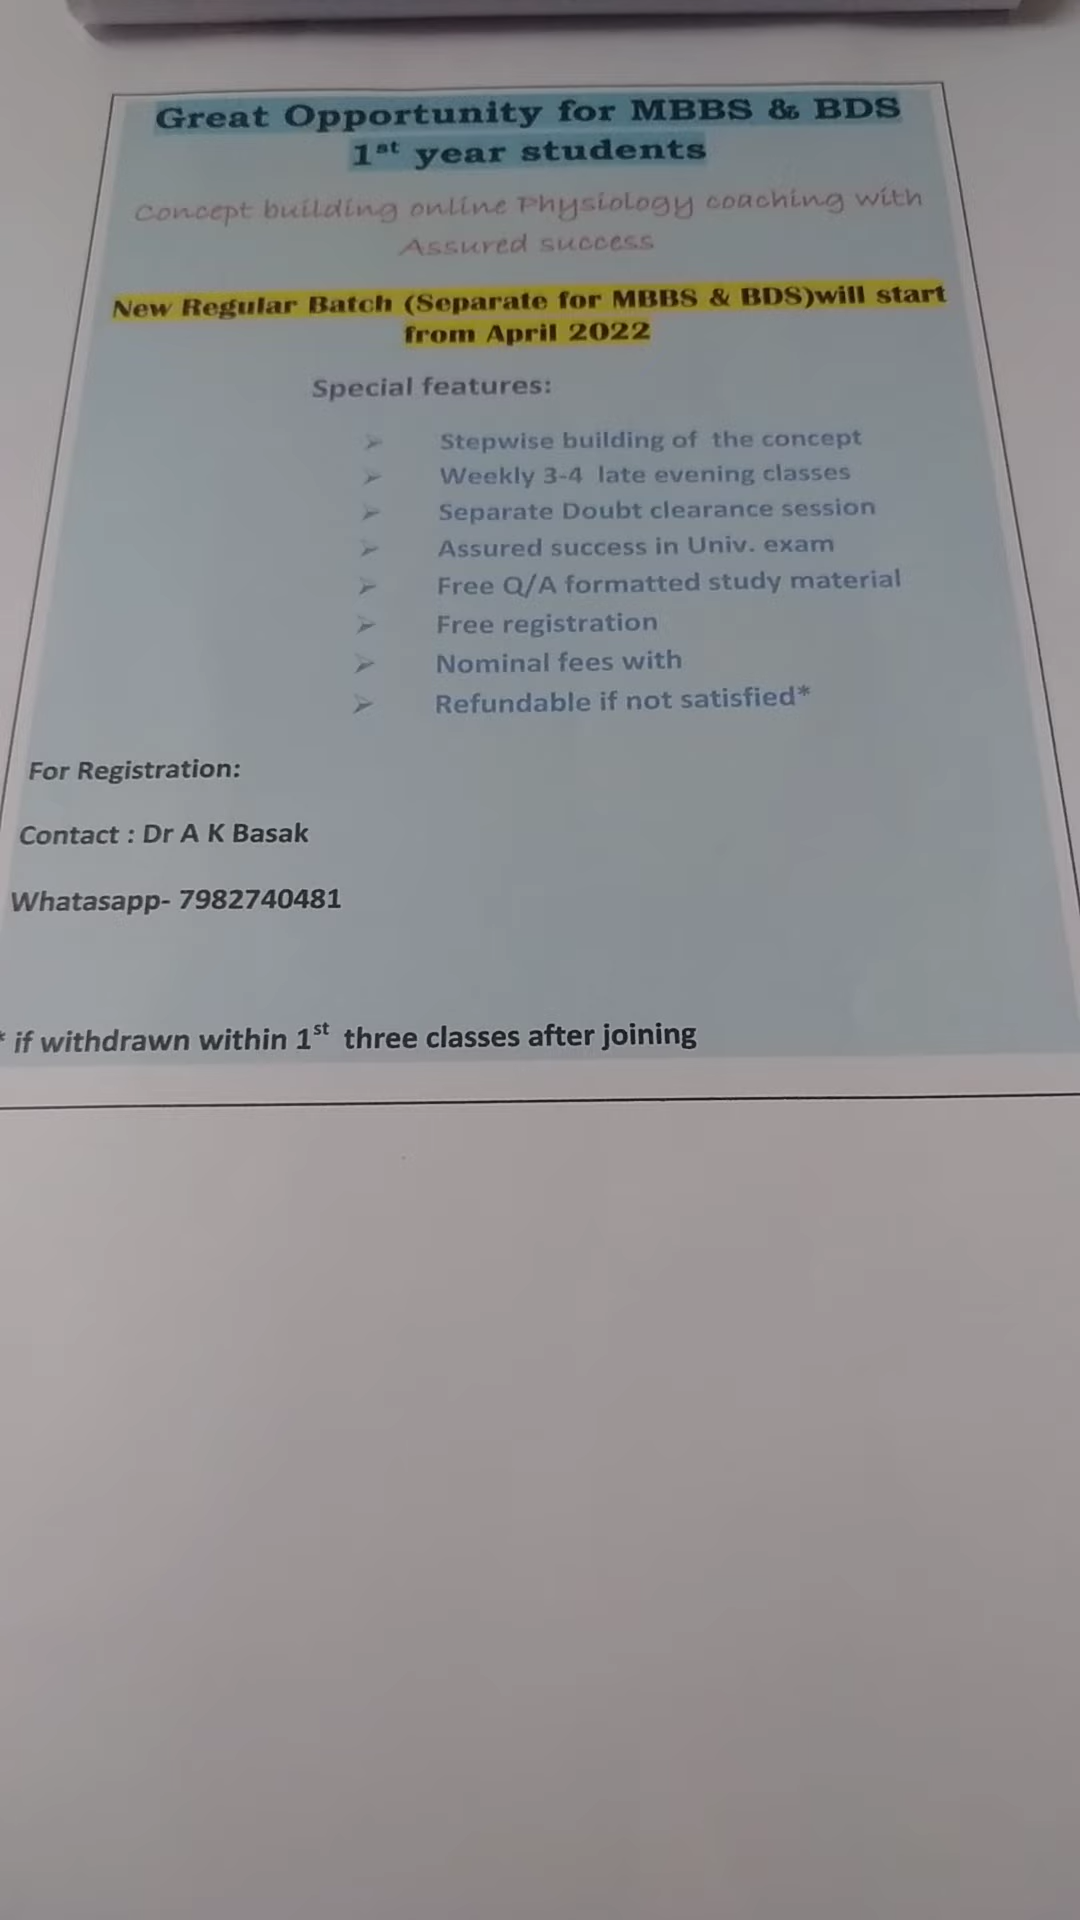 Great Opportunity for MBBS & BDS
1st year students
Concept building online Physiology coaching with
Assured success
New Regular Batch (Separate for MBBS & BDS)will start
from April 2022
Special features:
➢ Stepwise building of the concept
➢ Weekly 3-4 late evening classes
➢ Separate Doubt clearance session
➢ Assured success in Univ. exam
➢ Free Q/A formatted study material
➢ Free registration
➢ Nominal fees with
➢ Refundable if not satisfied*
For Registration:
Contact : Dr A K Basak
Whatasapp- 7982740481
* if withdrawn within 1st three classes after joining